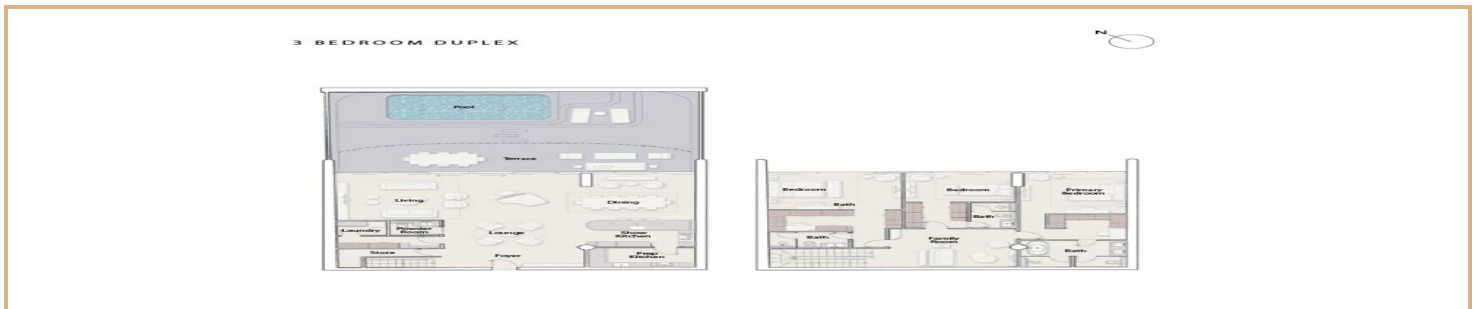 3 BEDROOM DUPLEX
N
Pool
Terrace
Living
Dining
Laundry
Powder
Room
Lounge
Show
Kitchen
Store
Foyer
Prep
Kitchen
Bedroom
Bath
Bedroom
Primary
Bedroom
Bath
Bath
Family
Room
Bath